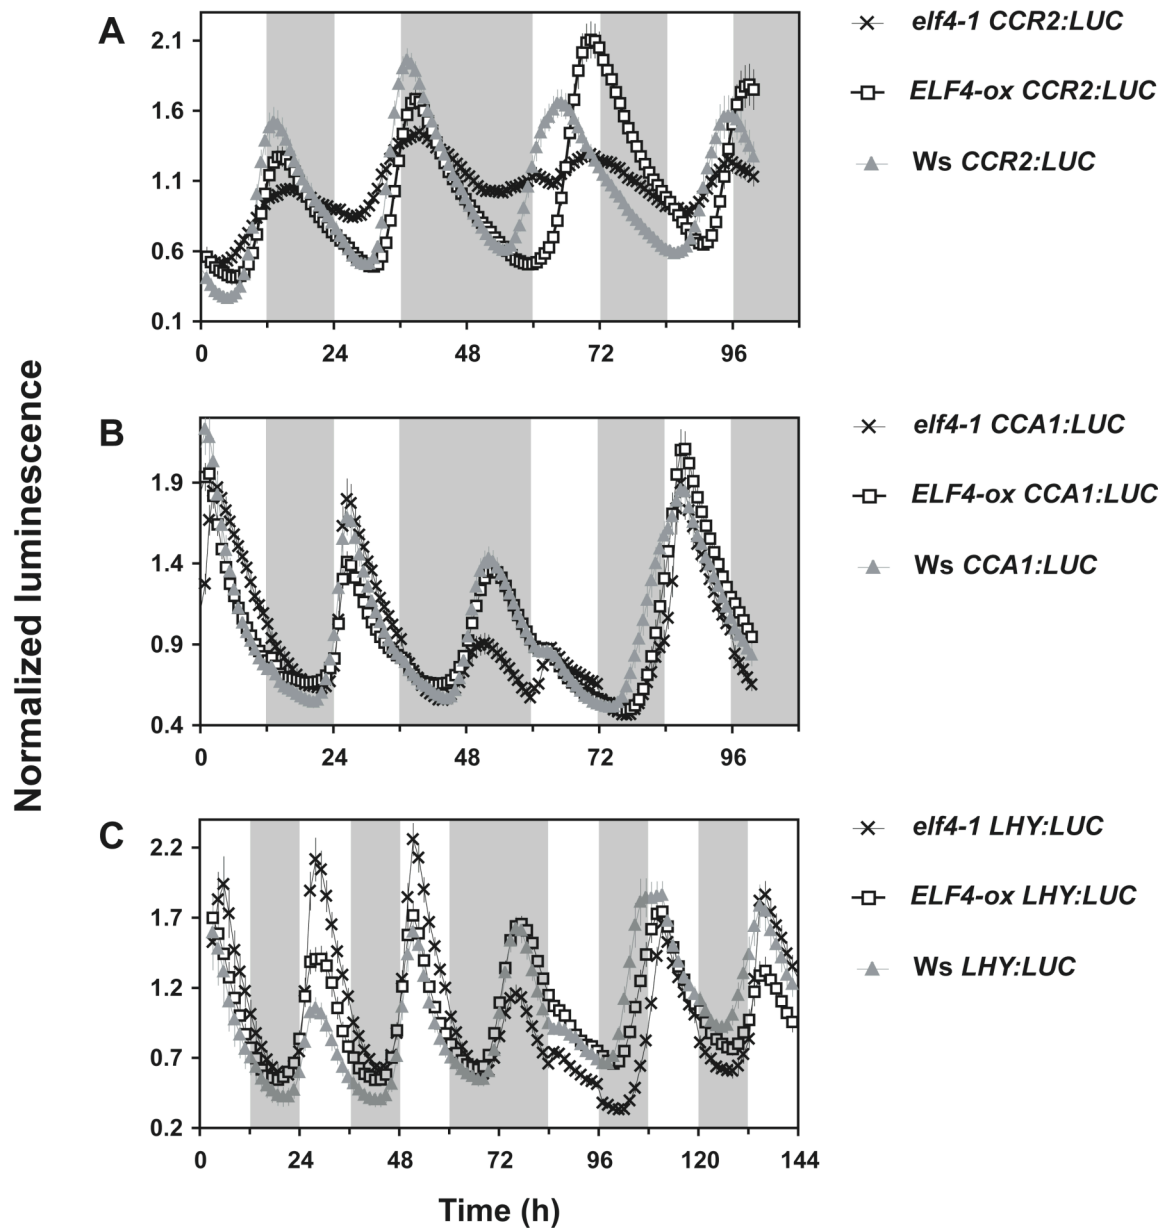 Normalized luminescence
A
2.1
1.6
1.1
0.6
0.1
0 24 48 72 96
elf4-1 CCR2:LUC
ELF4-ox CCR2:LUC
Ws CCR2:LUC
B
1.9
1.4
0.9
0.4
0 24 48 72 96
elf4-1 CCA1:LUC
ELF4-ox CCA1:LUC
Ws CCA1:LUC
C
2.2
1.7
1.2
0.7
0.2
0 24 48 72 96 120 144
elf4-1 LHY:LUC
ELF4-ox LHY:LUC
Ws LHY:LUC
Time (h)